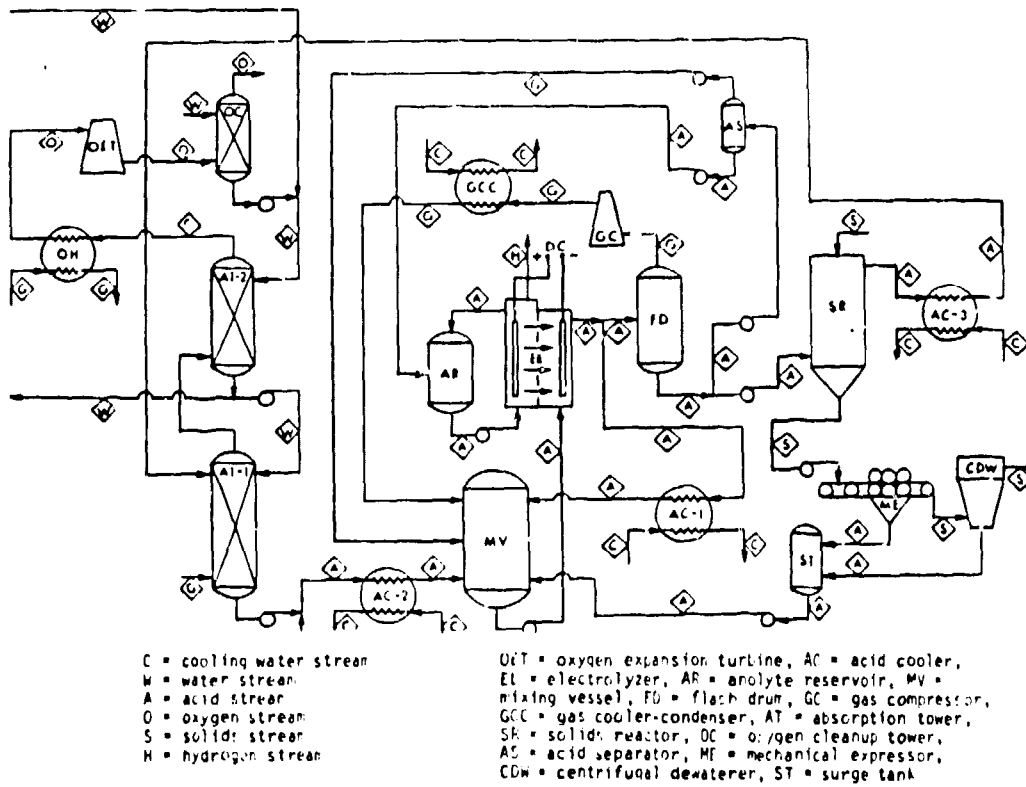 W
W
O
W
OC
O
OET
O
W
OH
AT-2
W
W
AT-1
G
A
A
AC-2
C
C
G
AS
A
A
C
C
GCC
G
G
GC
G
H
+ DC -
A
AR
EL
A
A
FD
A
A
A
A
A
A
A
MV
A
AC-1
C
C
S
A
SR
A
AC-3
C
C
A
S
ME
S
CDW
S
A
A
ST
A
A
C = cooling water stream
W = water stream
A = acid stream
O = oxygen stream
S = solids stream
H = hydrogen stream
OET = oxygen expansion turbine, AC = acid cooler,
EL = electrolyzer, AR = anolyte reservoir, MV =
mixing vessel, FD = flash drum, GC = gas compressor,
GCC = gas cooler-condenser, AT = absorption tower,
SR = solids reactor, OC = oxygen cleanup tower,
AS = acid separator, ME = mechanical expressor,
CDW = centrifugal dewaterer, ST = surge tank